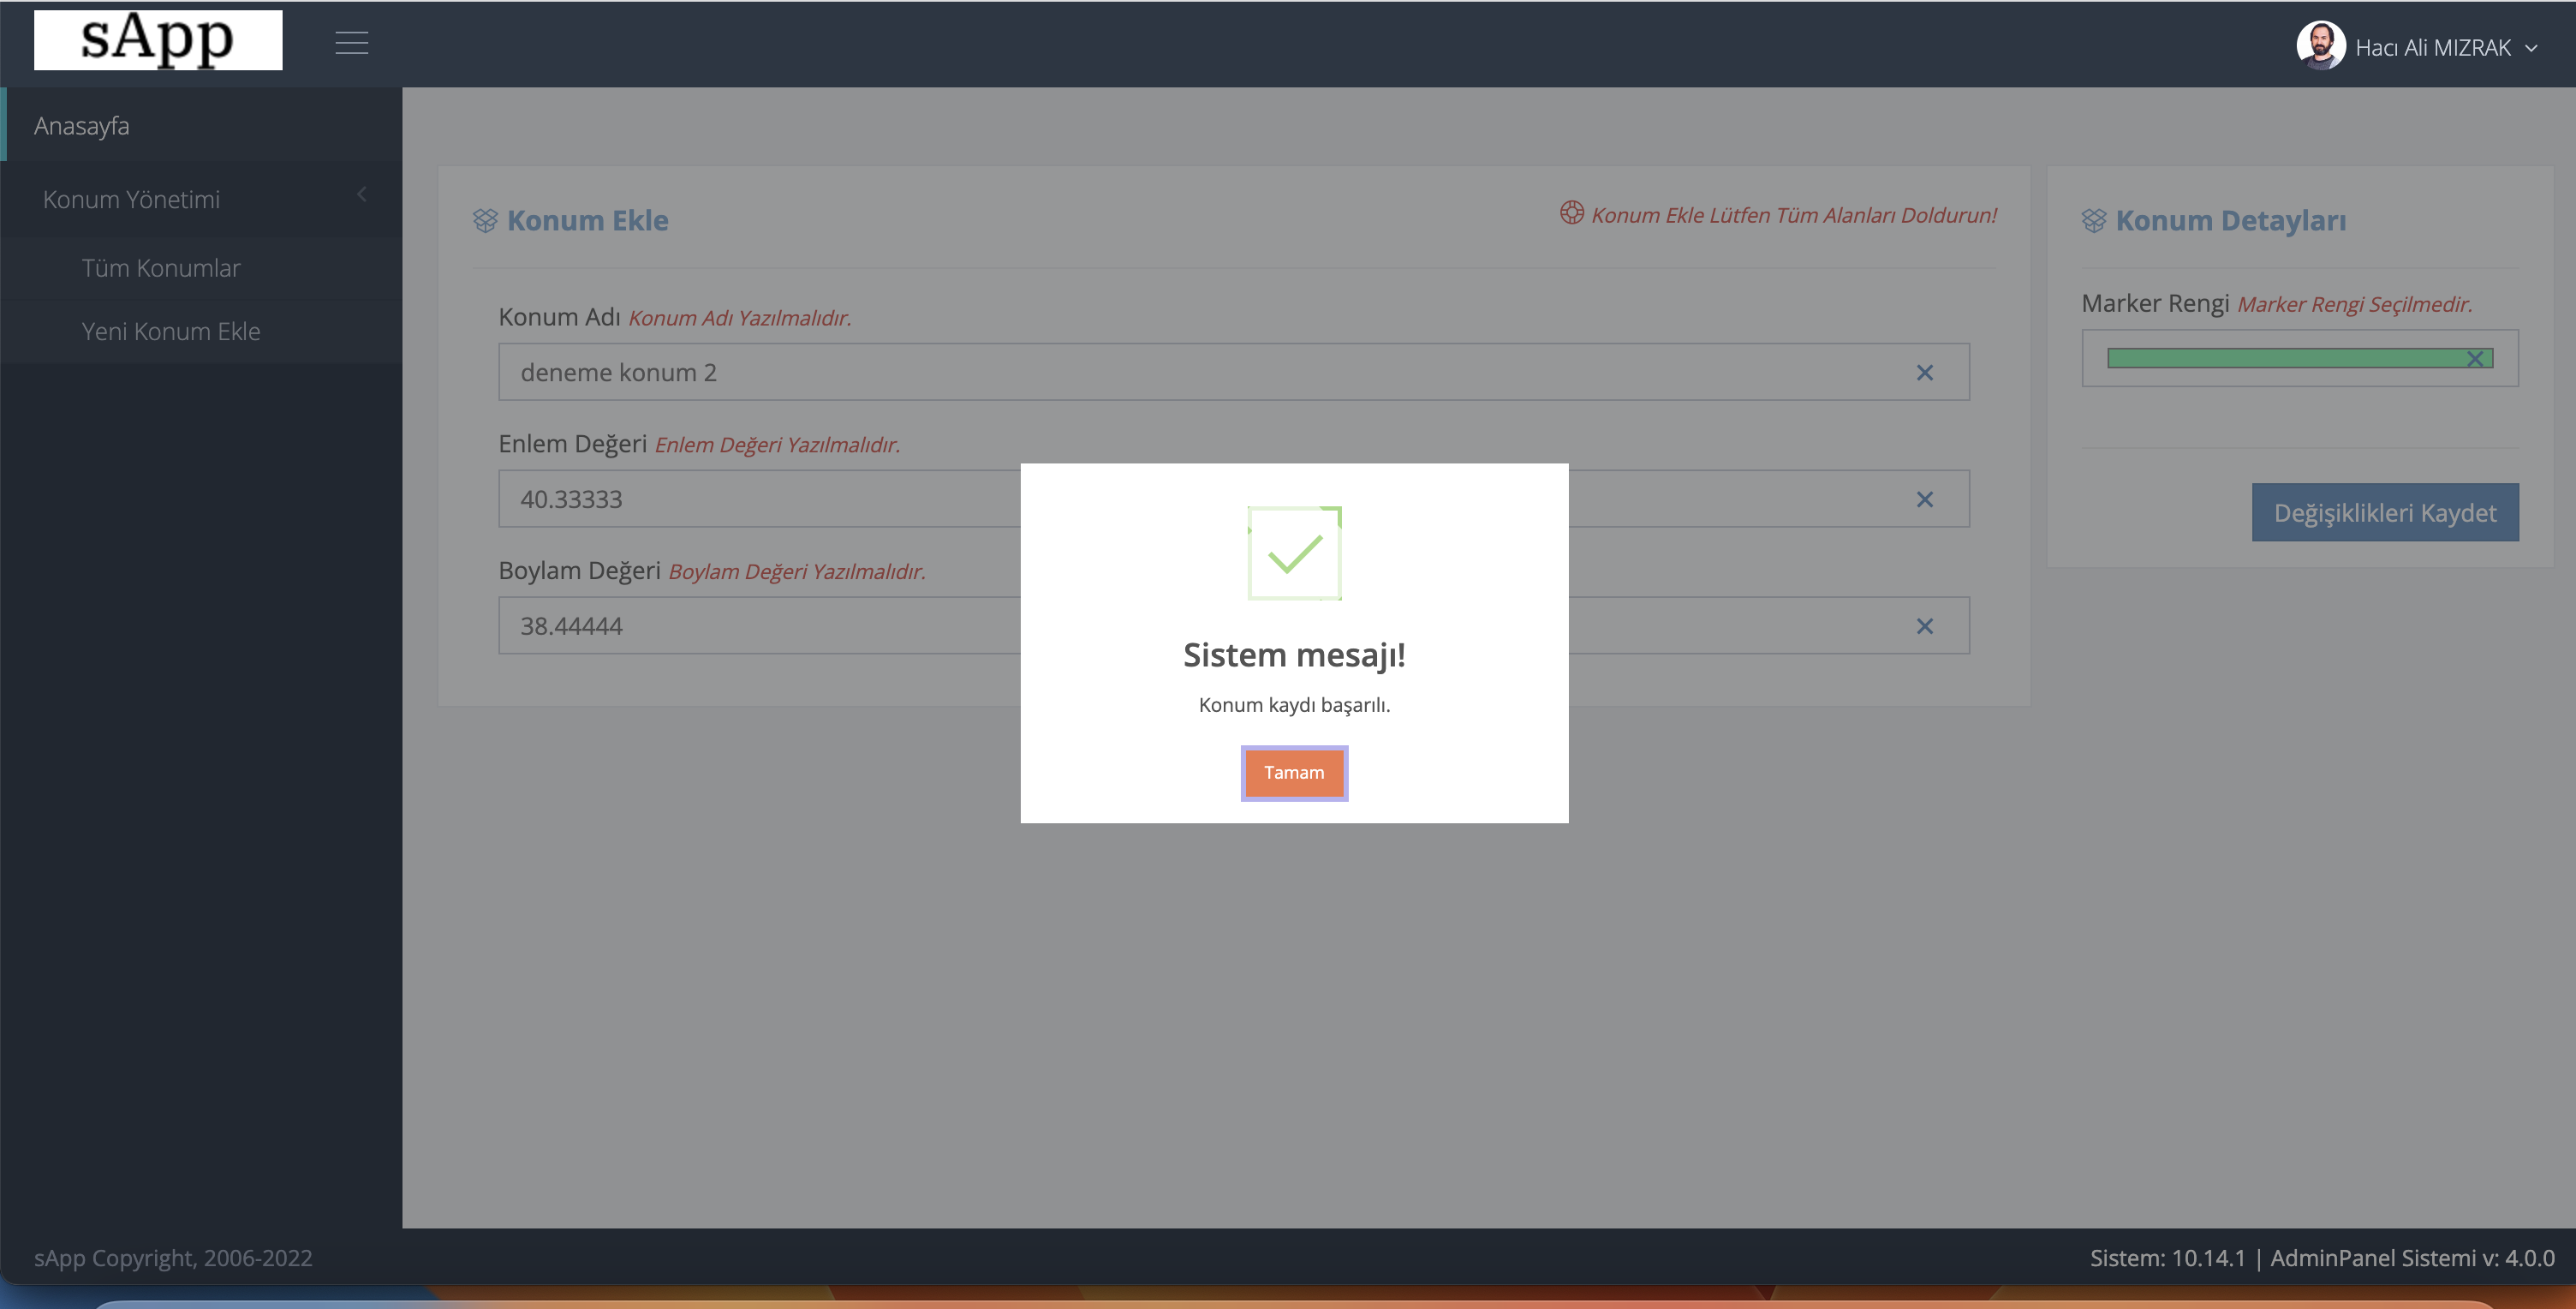 sApp
Hacı Ali MIZRAK
Anasayfa
Konum Yönetimi
Tüm Konumlar
Yeni Konum Ekle
Konum Ekle
Konum Ekle Lütfen Tüm Alanları Doldurun!
Konum Adı Konum Adı Yazılmalıdır.
deneme konum 2
Enlem Değeri Enlem Değeri Yazılmalıdır.
40.33333
Boylam Değeri Boylam Değeri Yazılmalıdır.
38.44444
Konum Detayları
Marker Rengi Marker Rengi Seçilmedir.
Değişiklikleri Kaydet
Sistem mesajı!
Konum kaydı başarılı.
Tamam
sApp Copyright, 2006-2022
Sistem: 10.14.1 | AdminPanel Sistemi v: 4.0.0